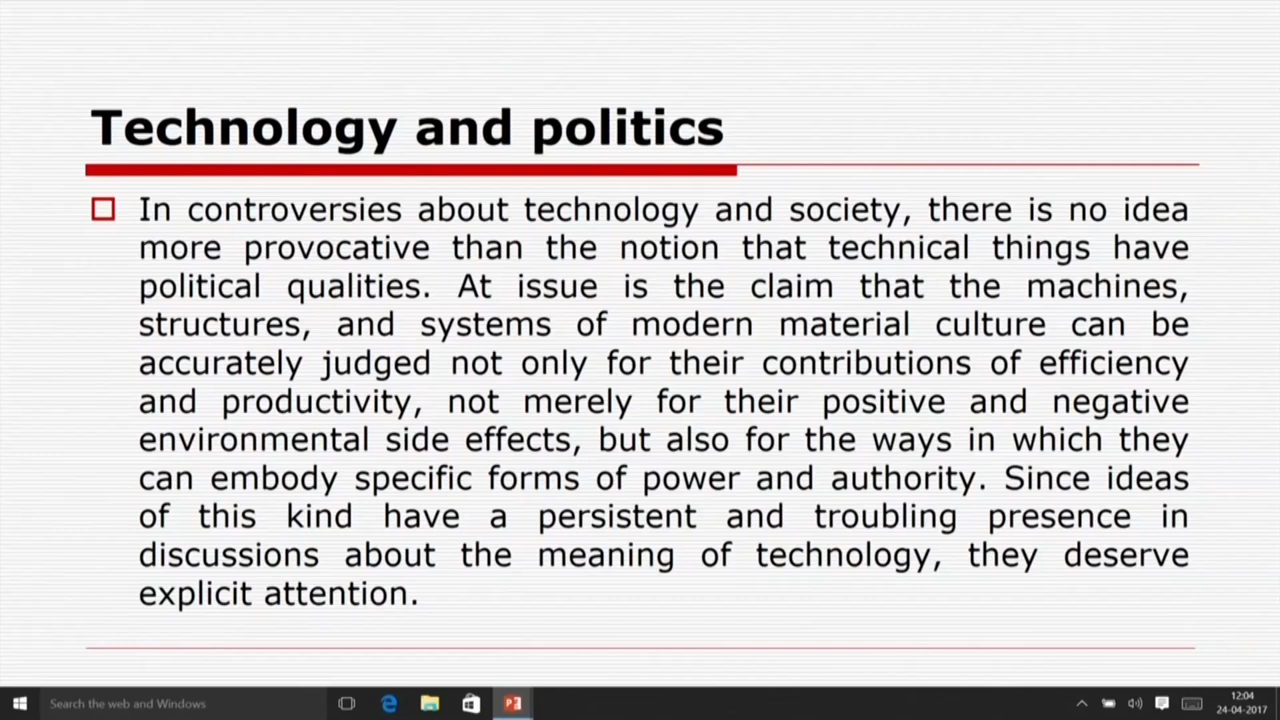 Technology and politics
In controversies about technology and society, there is no idea
more provocative than the notion that technical things have
political qualities. At issue is the claim that the machines,
structures, and systems of modern material culture can be
accurately judged not only for their contributions of efficiency
and productivity, not merely for their positive and negative
environmental side effects, but also for the ways in which they
can embody specific forms of power and authority. Since ideas
of this kind have a persistent and troubling presence in
discussions about the meaning of technology, they deserve
explicit attention.
Search the web and Windows
12:04
24-04-2017